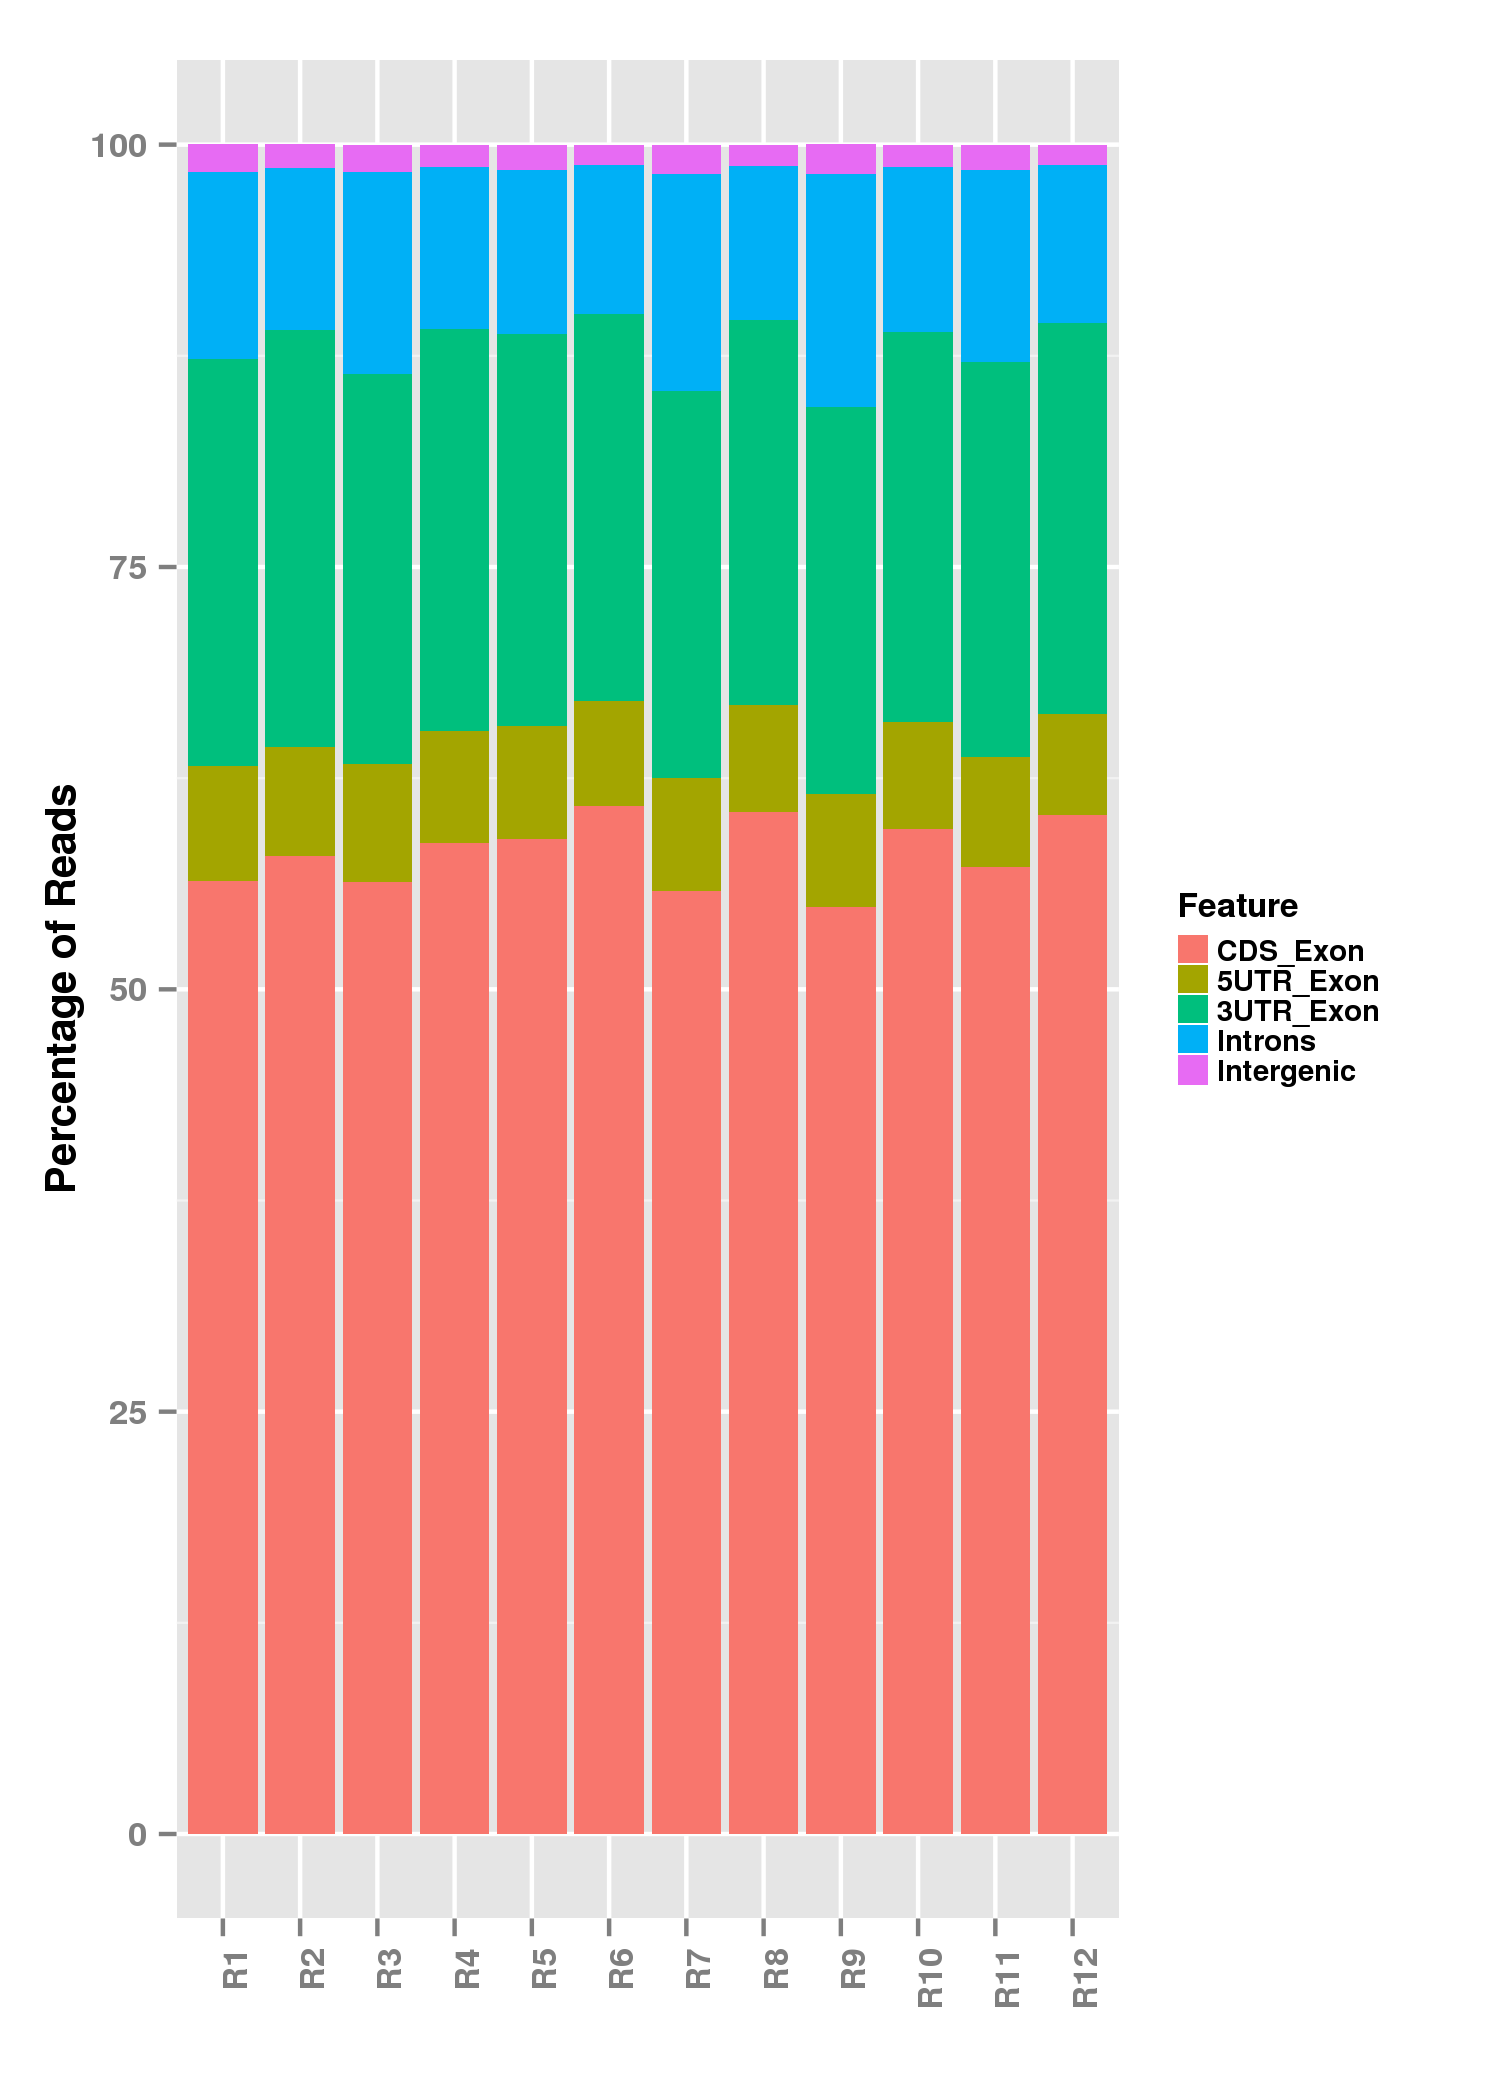 Percentage of Reads
100
75
50
25
0
R1
R2
R3
R4
R5
R6
R7
R8
R9
R10
R11
R12
Feature
CDS_Exon
5UTR_Exon
3UTR_Exon
Introns
Intergenic